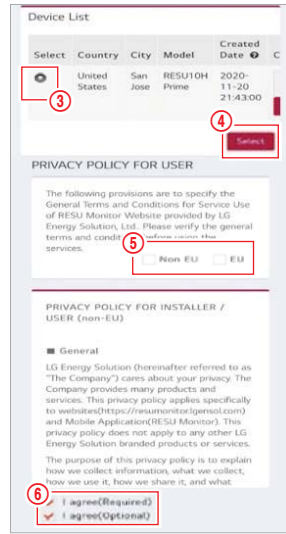 Device List
Select Country City Model Created Date C
United States San Jose RESU10H Prime 2020-11-20 21:43:00
③
④
Select
PRIVACY POLICY FOR USER
The following provisions are to specify the
General Terms and Conditions for Service Use
of RESU Monitor Website provided by LG
Energy Solution, Ltd. Please verify the general
terms and conditions before using the
services.
⑤
Non EU EU
PRIVACY POLICY FOR INSTALLER /
USER (non-EU)
■ General
LG Energy Solution (hereinafter referred to as
"The Company") cares about your privacy. The
Company provides many products and
services. This privacy policy applies specifically
to websites(https://resumonitor.lgensol.com)
and Mobile Application(RESU Monitor). This
privacy policy does not apply to any other LG
Energy Solution branded products or services.
The purpose of this privacy policy is to explain
how we collect information, what we collect,
how we use it, how we share it, and what
⑥
I agree(Required)
I agree(Optional)